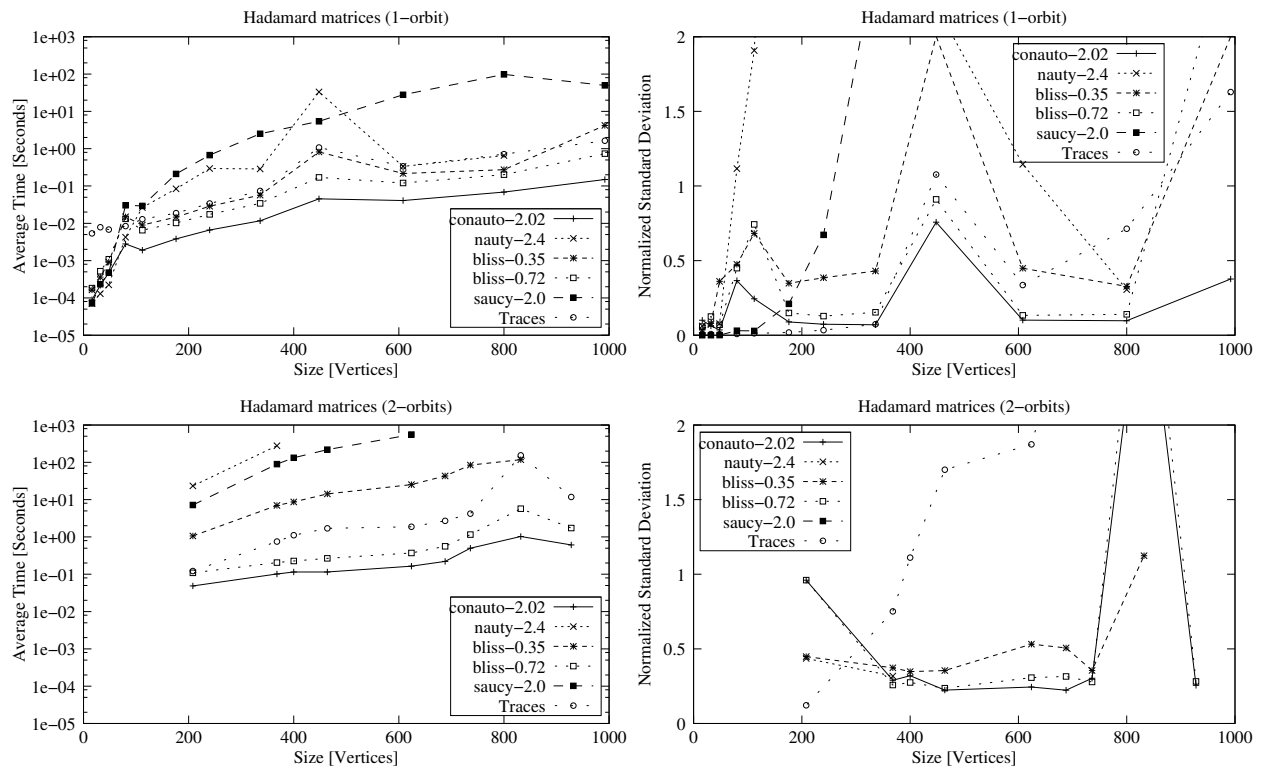 Hadamard matrices (1−orbit)
Average Time [Seconds]
1e+03
1e+02
1e+01
1e+00
1e−01
1e−02
1e−03
1e−04
1e−05
0 200 400 600 800 1000
Size [Vertices]
conauto−2.02
nauty−2.4
bliss−0.35
bliss−0.72
saucy−2.0
Traces
Hadamard matrices (1−orbit)
Normalized Standard Deviation
2
1.5
1
0.5
0
0 200 400 600 800 1000
Size [Vertices]
conauto−2.02
nauty−2.4
bliss−0.35
bliss−0.72
saucy−2.0
Traces
Hadamard matrices (2−orbits)
Average Time [Seconds]
1e+03
1e+02
1e+01
1e+00
1e−01
1e−02
1e−03
1e−04
1e−05
0 200 400 600 800 1000
Size [Vertices]
conauto−2.02
nauty−2.4
bliss−0.35
bliss−0.72
saucy−2.0
Traces
Hadamard matrices (2−orbits)
Normalized Standard Deviation
2
1.5
1
0.5
0
0 200 400 600 800 1000
Size [Vertices]
conauto−2.02
nauty−2.4
bliss−0.35
bliss−0.72
saucy−2.0
Traces